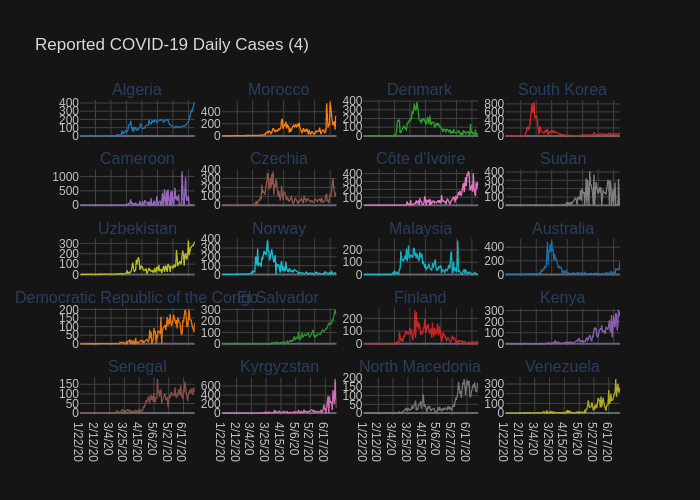 Reported COVID-19 Daily Cases (4)
Algeria Morocco Denmark South Korea
400 300 200 100 0
400 200 0
400 300 200 100 0
800 600 400 200 0
Cameroon Czechia Côte d'Ivoire Sudan
1000 500 0
400 300 200 100 0
400 300 200 100 0
400 200 0
Uzbekistan Norway Malaysia Australia
300 200 100 0
400 300 200 100 0
200 100 0
400 200 0
Democratic Republic of the Congo El Salvador Finland Kenya
200 150 100 50 0
300 200 100 0
200 100 0
300 200 100 0
Senegal Kyrgyzstan North Macedonia Venezuela
150 100 50 0
600 400 200 0
200 150 100 50 0
300 200 100 0
1/22/20 2/12/20 3/4/20 3/25/20 4/15/20 5/6/20 5/27/20 6/17/20
1/22/20 2/12/20 3/4/20 3/25/20 4/15/20 5/6/20 5/27/20 6/17/20
1/22/20 2/12/20 3/4/20 3/25/20 4/15/20 5/6/20 5/27/20 6/17/20
1/22/20 2/12/20 3/4/20 3/25/20 4/15/20 5/6/20 5/27/20 6/17/20